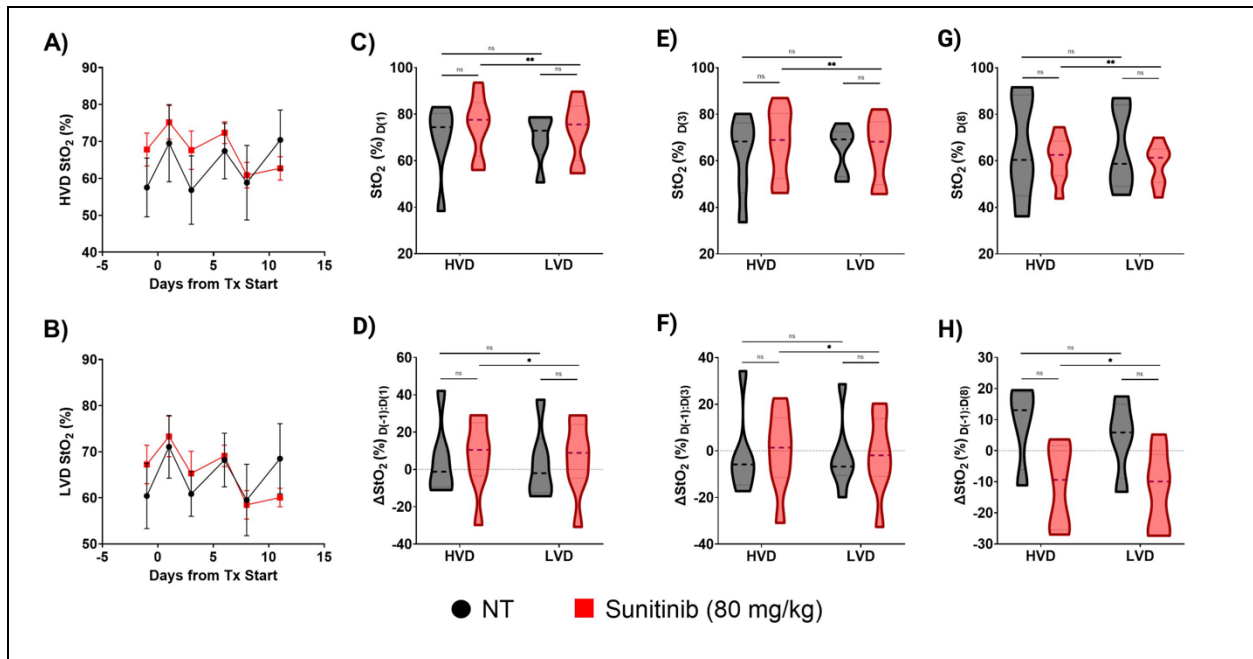 A)
HVD StO₂ (%)
90
80
70
60
50
40
-5 0 5 10 15
Days from Tx Start
B)
LVD StO₂ (%)
90
80
70
60
50
-5 0 5 10 15
Days from Tx Start
C)
StO₂ (%) D(1)
100
80
60
40
20
ns
**
ns ns
HVD LVD
D)
ΔStO₂ (%) D(-1):D(1)
60
40
20
0
-20
-40
ns
*
ns ns
HVD LVD
E)
StO₂ (%) D(3)
100
80
60
40
20
ns
**
ns ns
HVD LVD
F)
ΔStO₂ (%) D(-1):D(3)
40
20
0
-20
-40
ns
*
ns ns
HVD LVD
G)
StO₂ (%) D(8)
100
80
60
40
20
ns
**
ns ns
HVD LVD
H)
ΔStO₂ (%) D(-1):D(8)
30
20
10
0
-10
-20
-30
ns
*
ns ns
HVD LVD
NT Sunitinib (80 mg/kg)